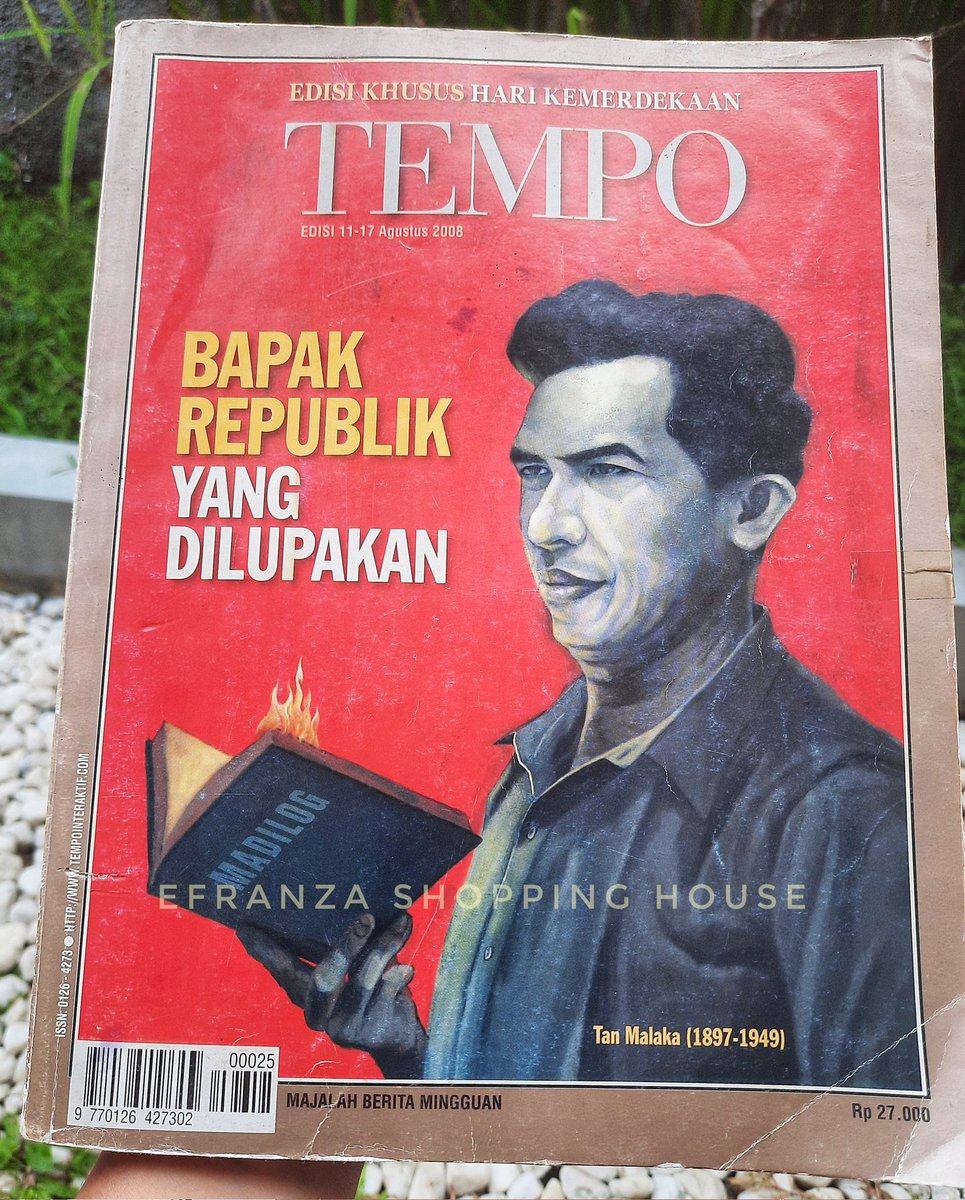 EDISI KHUSUS HARI KEMERDEKAAN
TEMPO
EDISI 11-17 Agustus 2008
BAPAK
REPUBLIK
YANG
DILUPAKAN
MADILOG
EFRANZA SHOPPING HOUSE
Tan Malaka (1897-1949)
ISSN: 0126 - 4273 ● HTTP://WWW.TEMPOINTERAKTIF.COM
00025
9 770126 427302
MAJALAH BERITA MINGGUAN
Rp 27.000